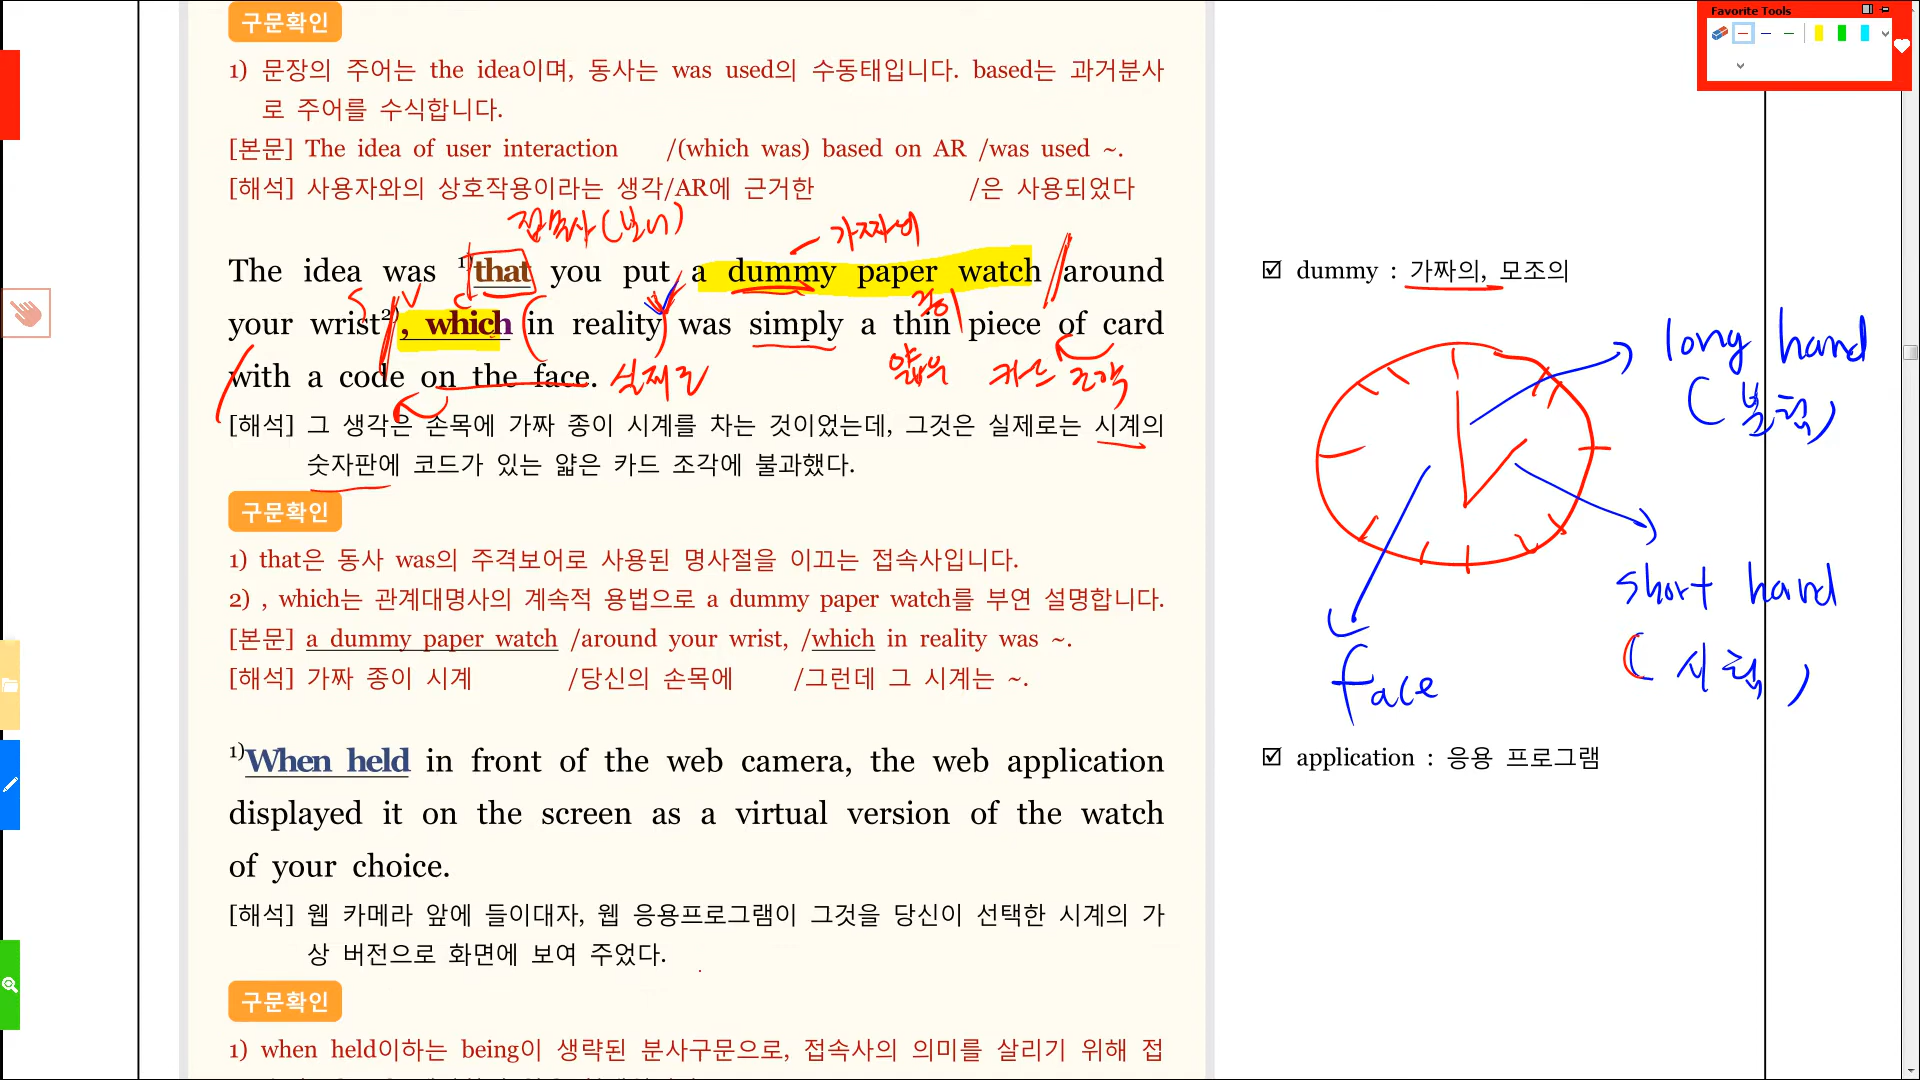 Favorite Tools
구문확인
1) 문장의 주어는 the idea이며, 동사는 was used의 수동태입니다. based는 과거분사
로 주어를 수식합니다.
[본문] The idea of user interaction /(which was) based on AR /was used ~.
[해석] 사용자와의 상호작용이라는 생각/AR에 근거한 /은 사용되었다
접속사(보어)
가짜의
The idea was 1)that you put a dummy paper watch /around
S V C
your wrist2), which (in reality) was simply a thin piece of card
with a code on the face.
실제로
얇은
카드 조각
[해석] 그 생각은 손목에 가짜 종이 시계를 차는 것이었는데, 그것은 실제로는 시계의
숫자판에 코드가 있는 얇은 카드 조각에 불과했다.
구문확인
1) that은 동사 was의 주격보어로 사용된 명사절을 이끄는 접속사입니다.
2) , which는 관계대명사의 계속적 용법으로 a dummy paper watch를 부연 설명합니다.
[본문] a dummy paper watch /around your wrist, /which in reality was ~.
[해석] 가짜 종이 시계 /당신의 손목에 /그런데 그 시계는 ~.
1)When held in front of the web camera, the web application
displayed it on the screen as a virtual version of the watch
of your choice.
[해석] 웹 카메라 앞에 들이대자, 웹 응용프로그램이 그것을 당신이 선택한 시계의 가
상 버전으로 화면에 보여 주었다.
구문확인
1) when held이하는 being이 생략된 분사구문으로, 접속사의 의미를 살리기 위해 접
☑ dummy : 가짜의, 모조의
long hand
(분침)
short hand
(시침)
face
☑ application : 응용 프로그램